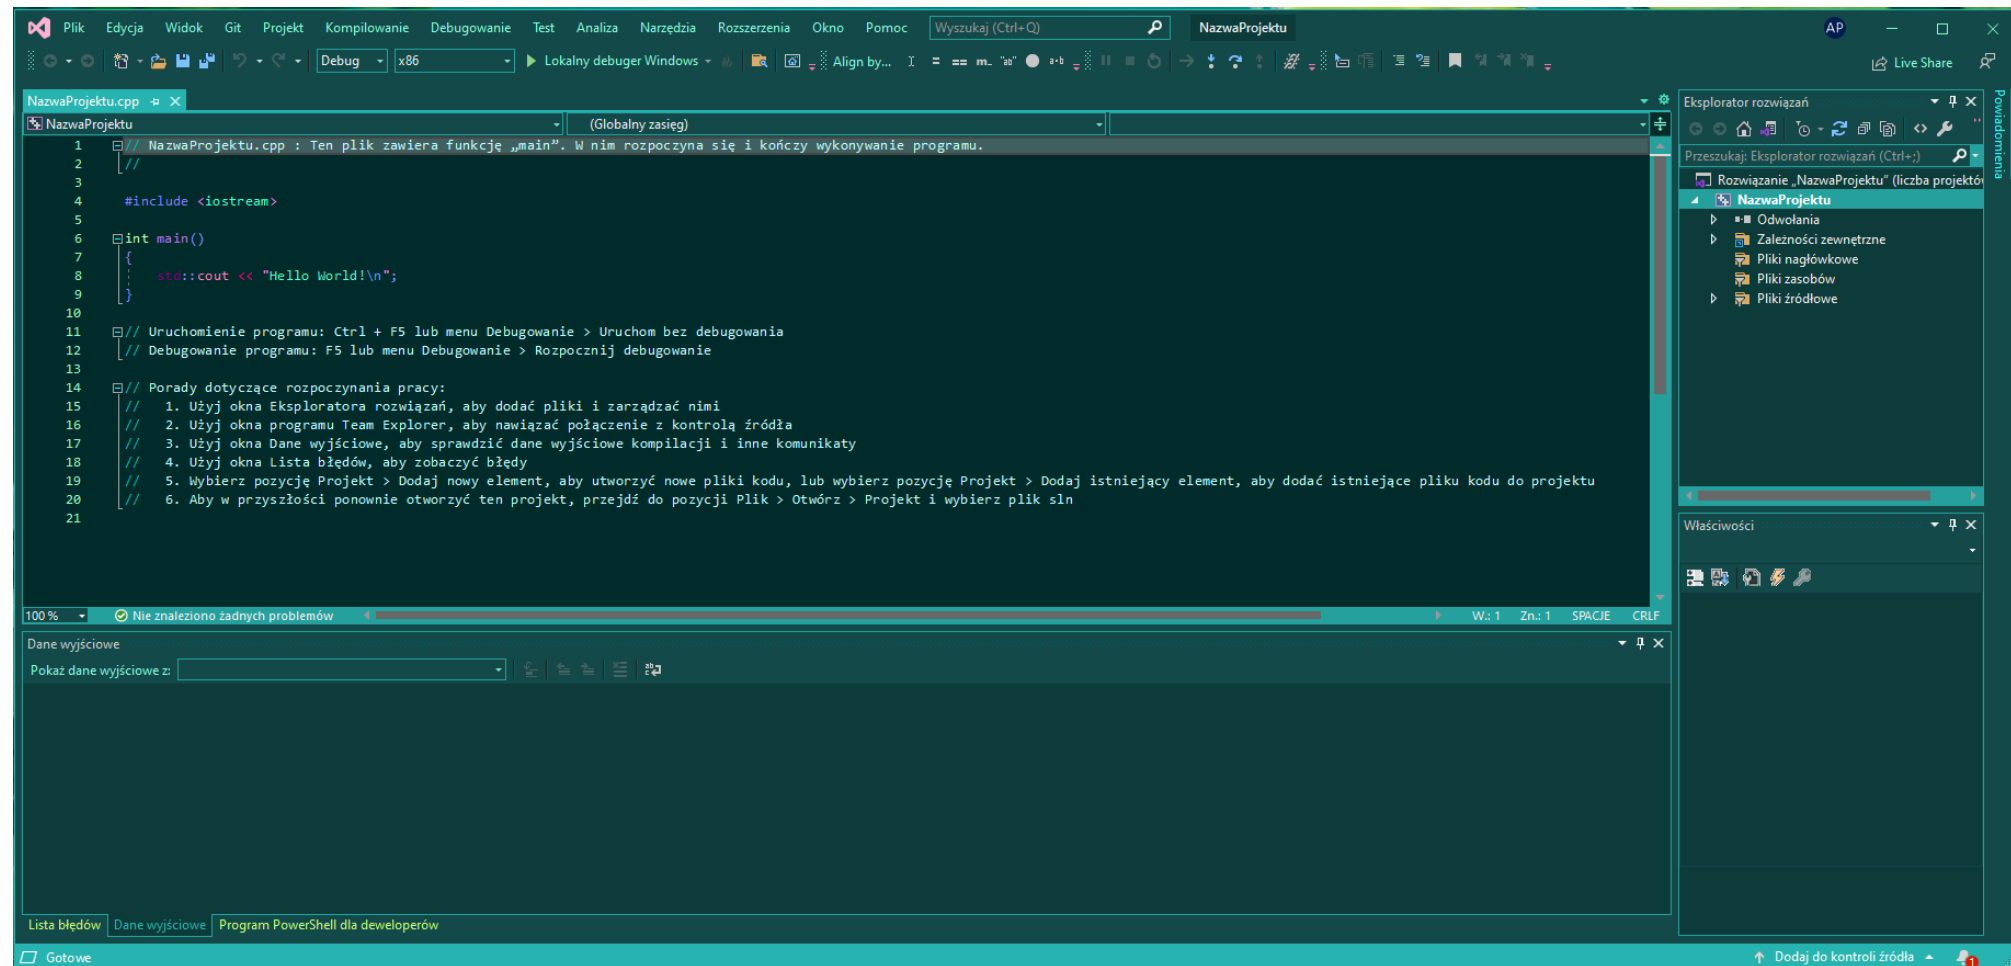 Plik Edycja Widok Git Projekt Kompilowanie Debugowanie Test Analiza Narzędzia Rozszerzenia Okno Pomoc Wyszukaj (Ctrl+Q) NazwaProjektu AP
Debug x86 Lokalny debuger Windows Align by... Live Share
NazwaProjektu.cpp
NazwaProjektu (Globalny zasięg)
1 // NazwaProjektu.cpp : Ten plik zawiera funkcję „main”. W nim rozpoczyna się i kończy wykonywanie programu.
2 //
3
4 #include <iostream>
5
6 int main()
7 {
8 std::cout << "Hello World!\n";
9 }
10
11 // Uruchomienie programu: Ctrl + F5 lub menu Debugowanie > Uruchom bez debugowania
12 // Debugowanie programu: F5 lub menu Debugowanie > Rozpocznij debugowanie
13
14 // Porady dotyczące rozpoczynania pracy:
15 //   1. Użyj okna Eksploratora rozwiązań, aby dodać pliki i zarządzać nimi
16 //   2. Użyj okna programu Team Explorer, aby nawiązać połączenie z kontrolą źródła
17 //   3. Użyj okna Dane wyjściowe, aby sprawdzić dane wyjściowe kompilacji i inne komunikaty
18 //   4. Użyj okna Lista błędów, aby zobaczyć błędy
19 //   5. Wybierz pozycję Projekt > Dodaj nowy element, aby utworzyć nowe pliki kodu, lub wybierz pozycję Projekt > Dodaj istniejący element, aby dodać istniejące pliku kodu do projektu
20 //   6. Aby w przyszłości ponownie otworzyć ten projekt, przejdź do pozycji Plik > Otwórz > Projekt i wybierz plik sln
21
100 % Nie znaleziono żadnych problemów W.: 1 Zn.: 1 SPACJE CRLF
Dane wyjściowe
Pokaż dane wyjściowe z:
Lista błędów Dane wyjściowe Program PowerShell dla deweloperów
Eksplorator rozwiązań
Przeszukaj: Eksplorator rozwiązań (Ctrl+;)
Rozwiązanie „NazwaProjektu” (liczba projektó
NazwaProjektu
Odwołania
Zależności zewnętrzne
Pliki nagłówkowe
Pliki zasobów
Pliki źródłowe
Właściwości
Powiadomienia
Gotowe Dodaj do kontroli źródła 1